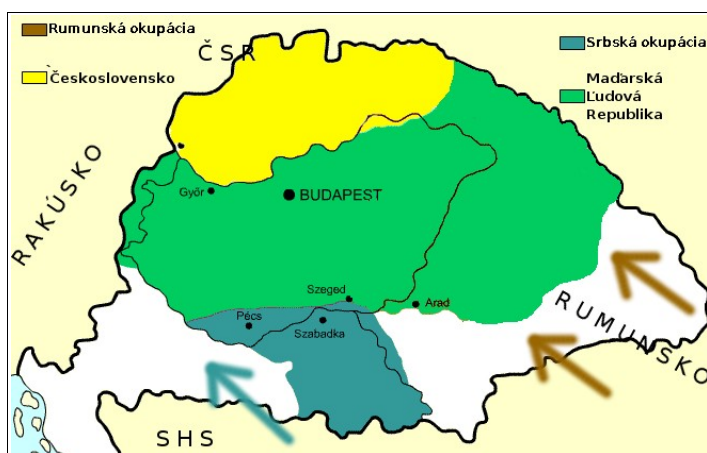 Rumunská okupácia
Československo
ČSR
Srbská okupácia
Maďarská
Ľudová
Republika
RAKÚSKO
Győr
BUDAPEST
Szeged
Arad
Pécs
Szabadka
RUMUNSKO
SHS